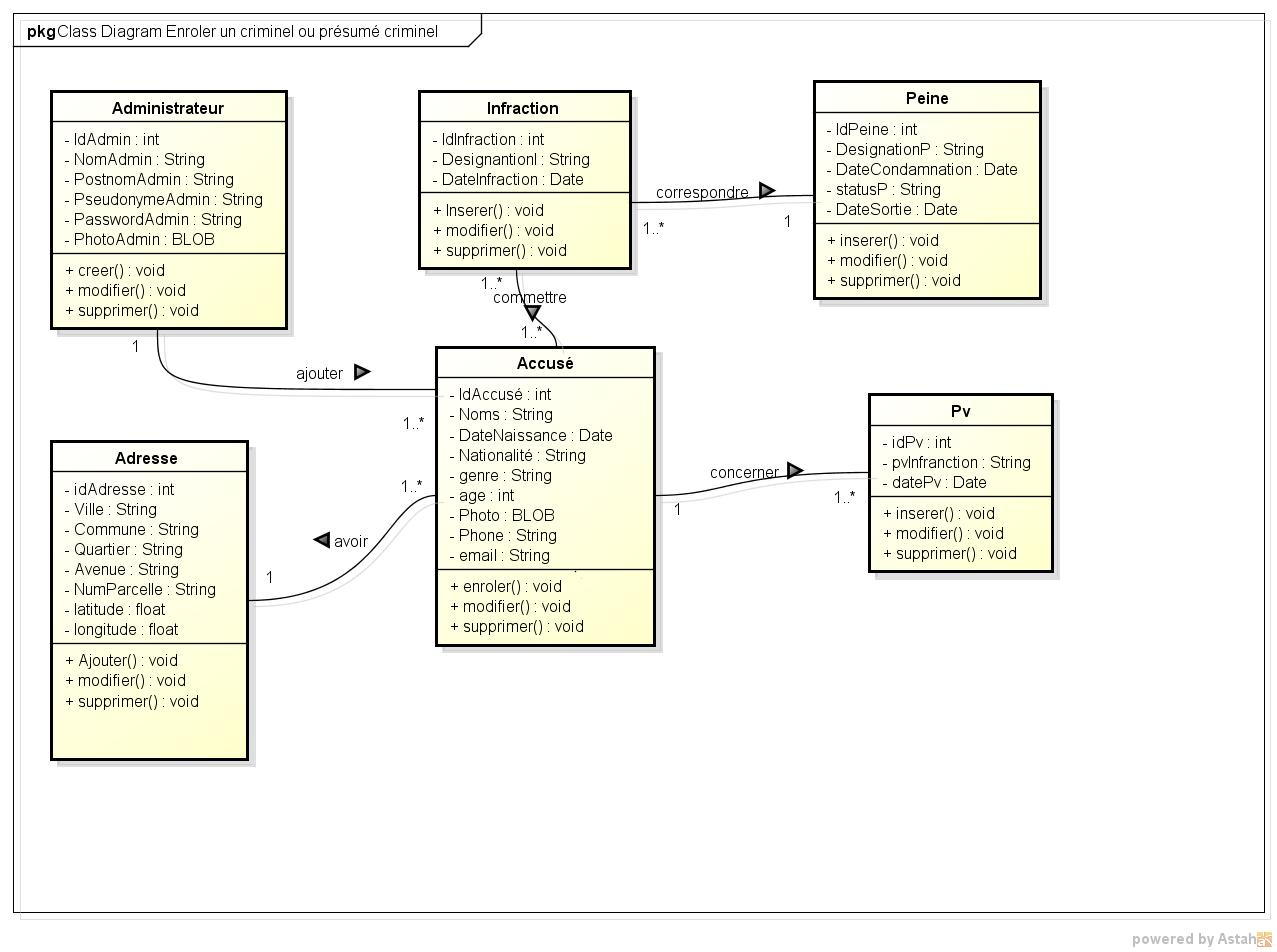 pkg Class Diagram Enroler un criminel ou présumé criminel
Administrateur
- IdAdmin : int
- NomAdmin : String
- PostnomAdmin : String
- PseudonymeAdmin : String
- PasswordAdmin : String
- PhotoAdmin : BLOB
+ creer() : void
+ modifier() : void
+ supprimer() : void
Infraction
- IdInfraction : int
- DesignantionI : String
- DateInfraction : Date
+ Inserer() : void
+ modifier() : void
+ supprimer() : void
Peine
- IdPeine : int
- DesignationP : String
- DateCondamnation : Date
- statusP : String
- DateSortie : Date
+ inserer() : void
+ modifier() : void
+ supprimer() : void
correspondre
1..*
1
1..*
commettre
1..*
1
ajouter
1..*
Accusé
- IdAccusé : int
- Noms : String
- DateNaissance : Date
- Nationalité : String
- genre : String
- age : int
- Photo : BLOB
- Phone : String
- email : String
+ enroler() : void
+ modifier() : void
+ supprimer() : void
Adresse
- idAdresse : int
- Ville : String
- Commune : String
- Quartier : String
- Avenue : String
- NumParcelle : String
- latitude : float
- longitude : float
+ Ajouter() : void
+ modifier() : void
+ supprimer() : void
1..*
avoir
1
concerner
1
1..*
Pv
- idPv : int
- pvInfranction : String
- datePv : Date
+ inserer() : void
+ modifier() : void
+ supprimer() : void
powered by Astah